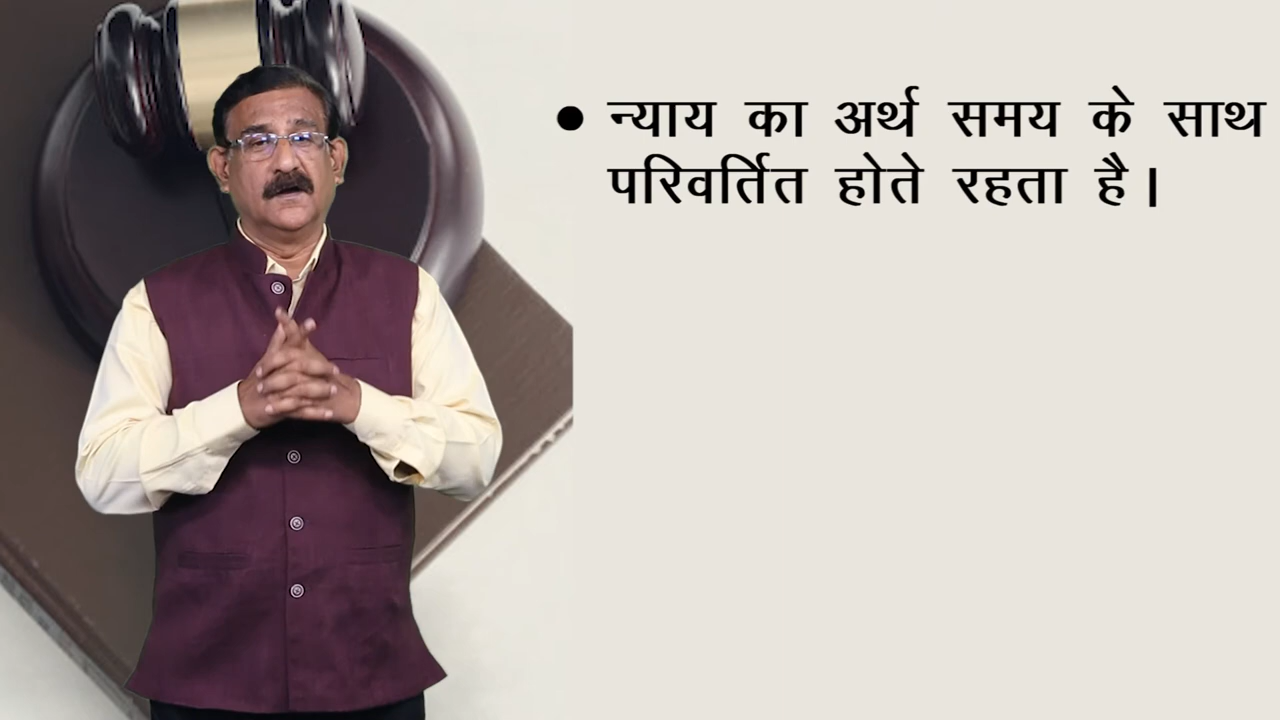 • न्याय का अर्थ समय के साथ
परिवर्तित होते रहता है।